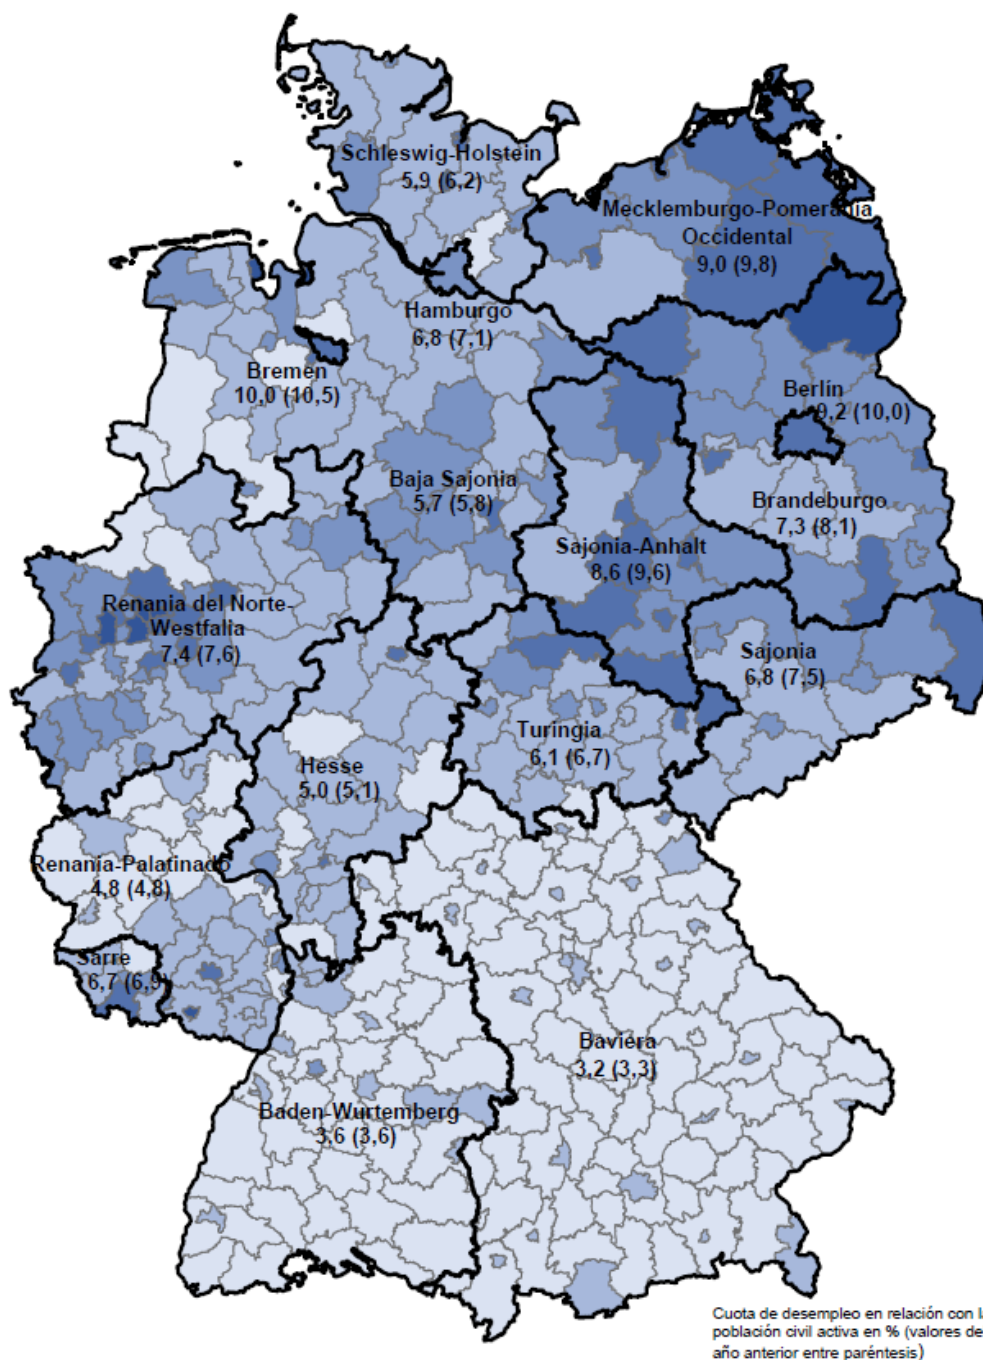 Schleswig-Holstein
5,9 (6,2)
Mecklemburgo-Pomerania
Occidental
9,0 (9,8)
Hamburgo
6,8 (7,1)
Bremen
10,0 (10,5)
Berlín
9,2 (10,0)
Baja Sajonia
5,7 (5,8)
Brandeburgo
7,3 (8,1)
Sajonia-Anhalt
8,6 (9,6)
Renania del Norte-
Westfalia
7,4 (7,6)
Sajonia
6,8 (7,5)
Turingia
6,1 (6,7)
Hesse
5,0 (5,1)
Renania-Palatinado
4,8 (4,8)
Sarre
6,7 (6,9)
Baviera
3,2 (3,3)
Baden-Wurtemberg
3,6 (3,6)
Cuota de desempleo en relación con la
población civil activa en % (valores de
año anterior entre paréntesis)